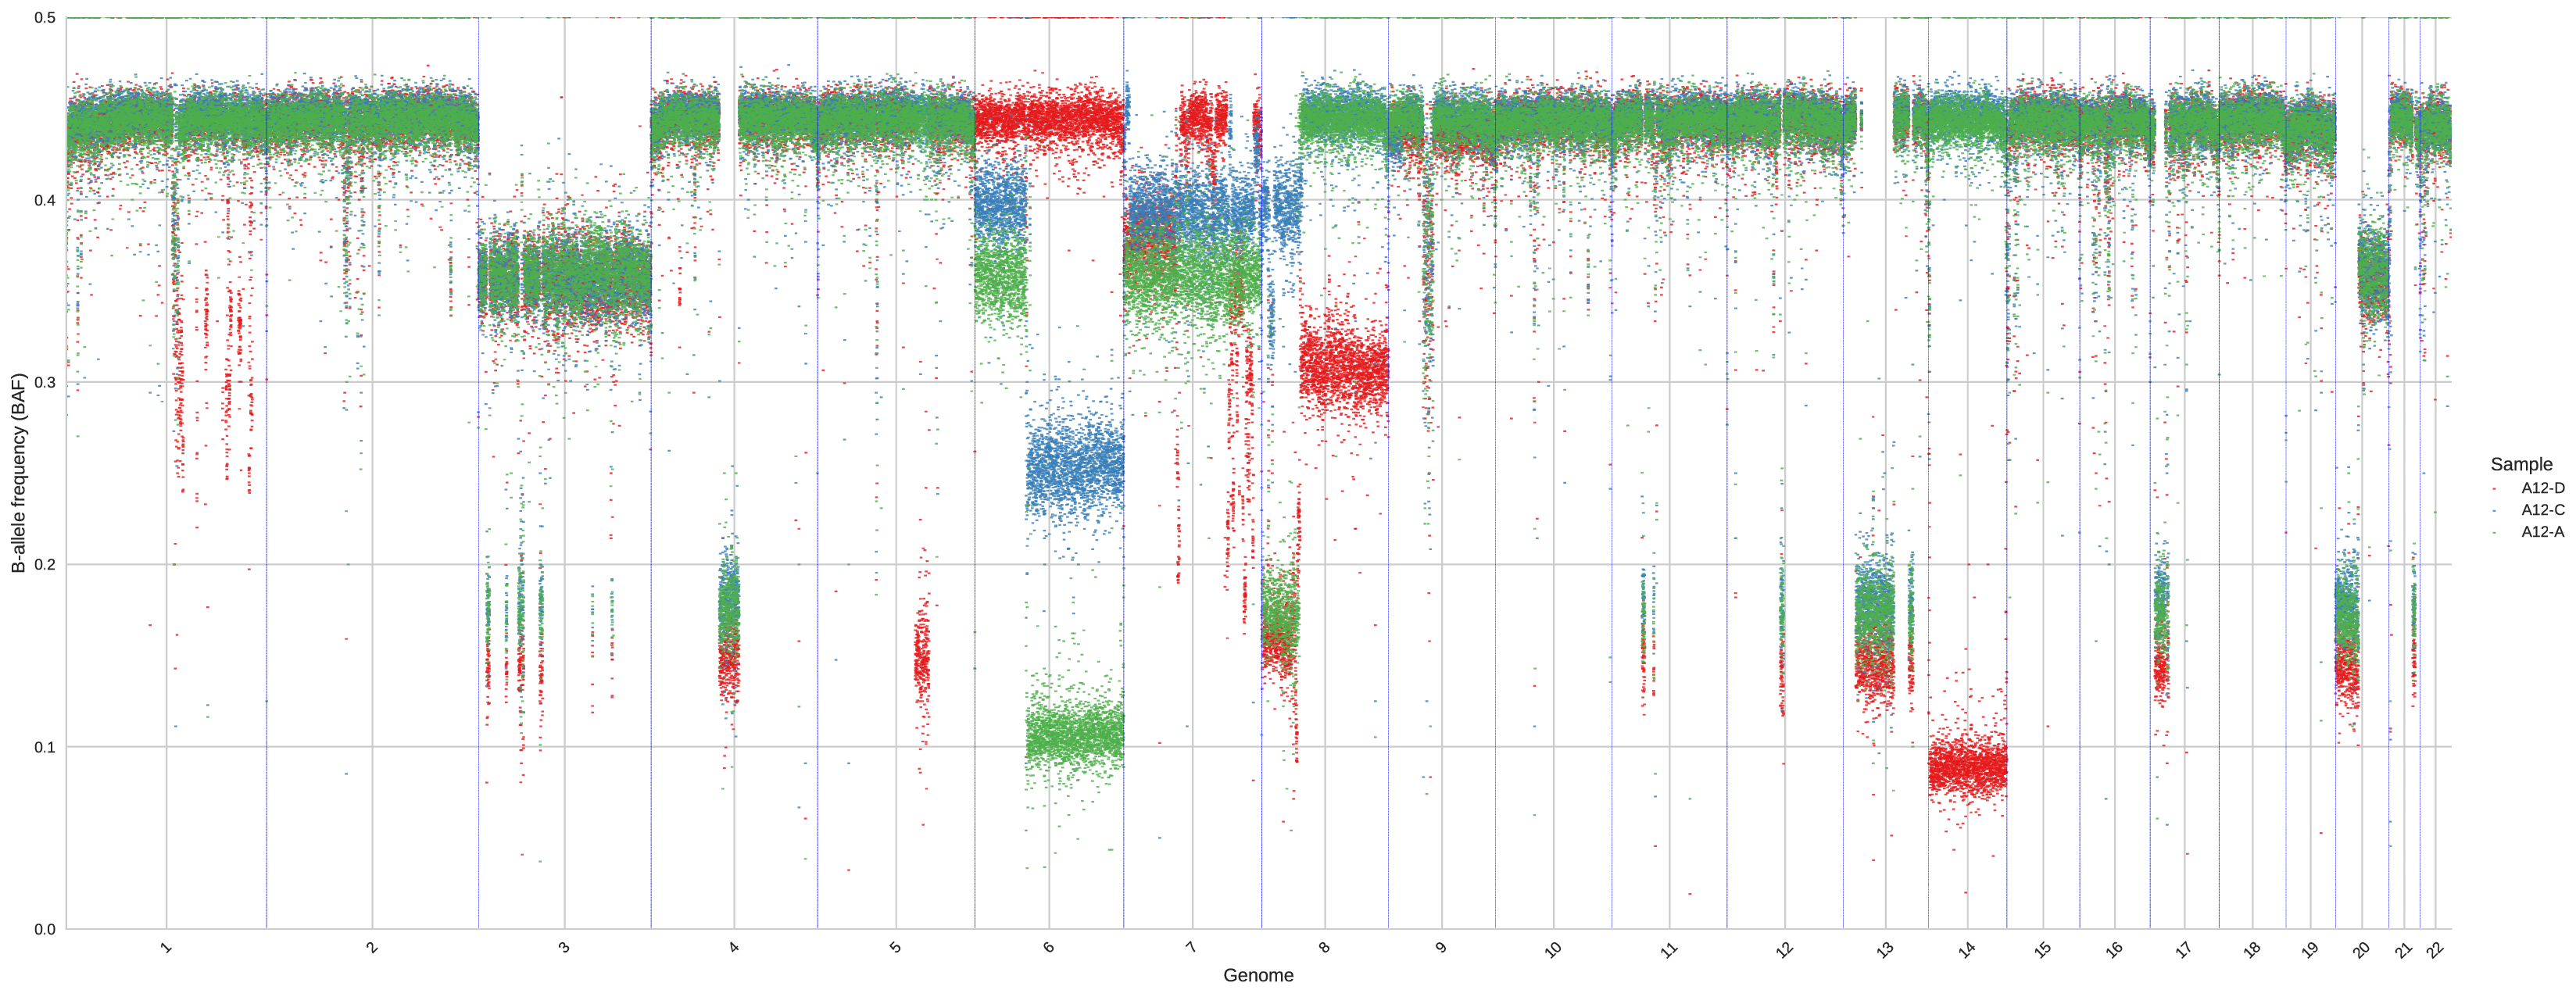 0.5
0.4
0.3
0.2
0.1
0.0
B-allele frequency (BAF)
1 2 3 4 5 6 7 8 9 10 11 12 13 14 15 16 17 18 19 20 21 22
Genome
Sample
A12-D
A12-C
A12-A